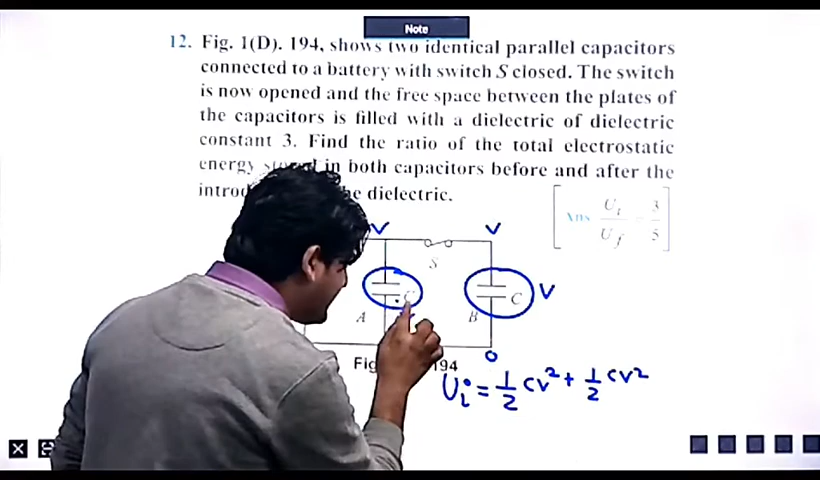 Note
12. Fig. 1(D). 194, shows two identical parallel capacitors
connected to a battery with switch S closed. The switch
is now opened and the free space between the plates of
the capacitors is filled with a dielectric of dielectric
constant 3. Find the ratio of the total electrostatic
energy in both capacitors before and after the
dielectric.
Ans U_i / U_f = 3/5
V V
S
C C V
A B
0
Fig 194
U_i = 1/2 CV² + 1/2 CV²